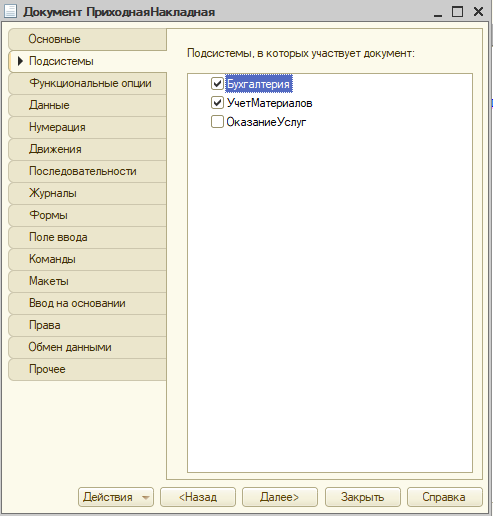 Документ ПриходнаяНакладная
Основные
Подсистемы
Функциональные опции
Данные
Нумерация
Движения
Последовательности
Журналы
Формы
Поле ввода
Команды
Макеты
Ввод на основании
Права
Обмен данными
Прочее
Подсистемы, в которых участвует документ:
Бухгалтерия
УчетМатериалов
ОказаниеУслуг
Действия <Назад Далее> Закрыть Справка